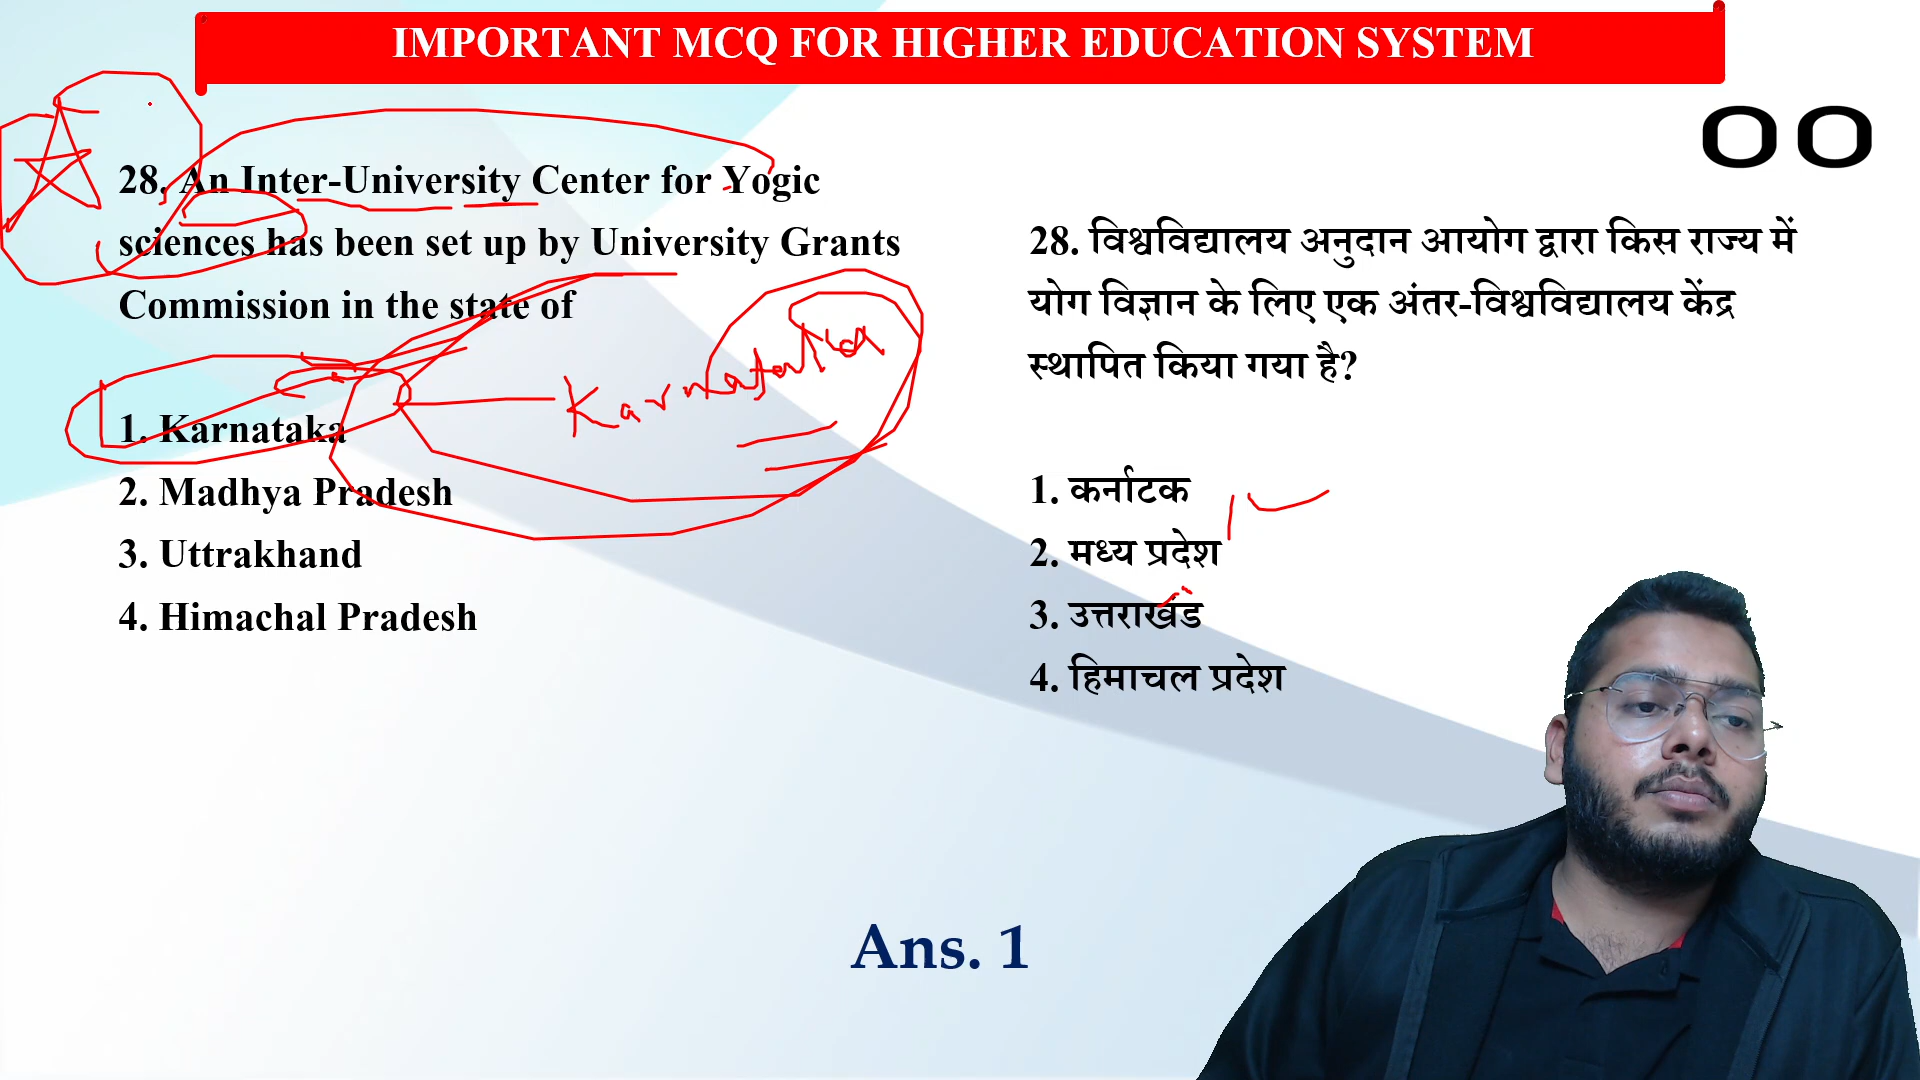 IMPORTANT MCQ FOR HIGHER EDUCATION SYSTEM
00
28. An Inter-University Center for Yogic
sciences has been set up by University Grants
Commission in the state of
1. Karnataka
2. Madhya Pradesh
3. Uttrakhand
4. Himachal Pradesh
Karnataka
28. विश्वविद्यालय अनुदान आयोग द्वारा किस राज्य में
योग विज्ञान के लिए एक अंतर-विश्वविद्यालय केंद्र
स्थापित किया गया है?
1. कर्नाटक
2. मध्य प्रदेश
3. उत्तराखंड
4. हिमाचल प्रदेश
Ans. 1